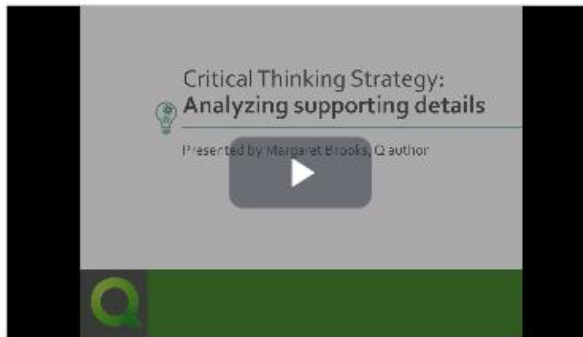 Critical Thinking Strategy:
Analyzing supporting details
Presented by Margaret Brooks, Q author
Q